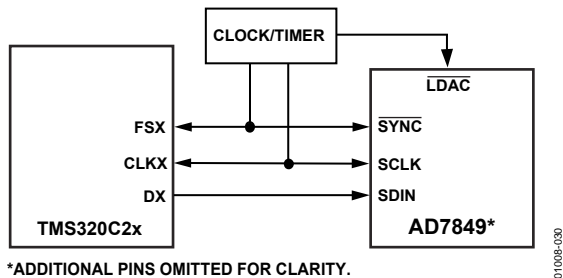 CLOCK/TIMER
LDAC
FSX
SYNC
CLKX
SCLK
DX
SDIN
TMS320C2x
AD7849*
*ADDITIONAL PINS OMITTED FOR CLARITY.
01008-030